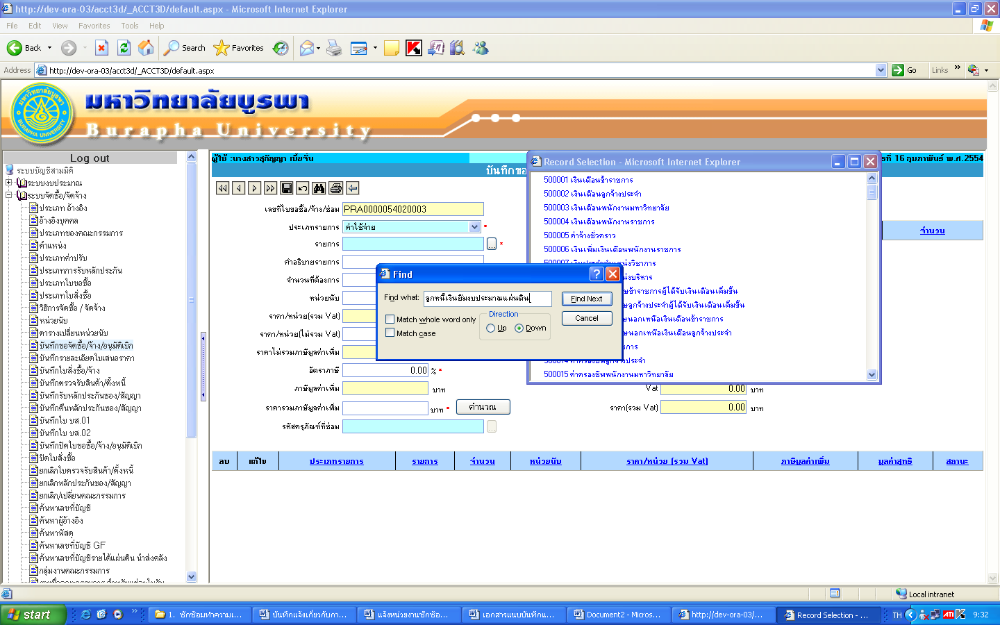 http://dev-ora-03/acct3d/_ACCT3D/default.aspx - Microsoft Internet Explorer
File Edit View Favorites Tools Help
Back Search Favorites
Address http://dev-ora-03/acct3d/_ACCT3D/default.aspx Go Links »
มหาวิทยาลัยบูรพา
Burapha University
Log out
ระบบบัญชีสามมิติ
ระบบงบประมาณ
ระบบจัดซื้อ/จัดจ้าง
ประเภท อ้างอิง
อ้างอิงบุคคล
ประเภทของคณะกรรมการ
ตำแหน่ง
ประเภทค่าปรับ
ประเภทการรับหลักประกัน
ประเภทใบขอซื้อ
ประเภทใบสั่งซื้อ
วิธีการจัดซื้อ / จัดจ้าง
หน่วยนับ
ตารางเปลี่ยนหน่วยนับ
บันทึกขอจัดซื้อ/จ้าง/อนุมัติเบิก
บันทึกรายละเอียดใบเสนอราคา
บันทึกใบสั่งซื้อ/จ้าง
บันทึกตรวจรับสินค้า/ตั้งหนี้
บันทึกรับหลักประกันซอง/สัญญา
บันทึกคืนหลักประกันซอง/สัญญา
บันทึกใบ บส.01
บันทึกใบ บส.02
บันทึกปิดใบขอซื้อ/จ้าง/อนุมัติเบิก
ปิดใบสั่งซื้อ
ยกเลิกใบตรวจรับสินค้า/ตั้งหนี้
ยกเลิกหลักประกันซอง/สัญญา
ยกเลิก/เปลี่ยนคณะกรรมการ
ค้นหาเลขที่บัญชี
ค้นหาผู้อ้างอิง
ค้นหาพัสดุ
ค้นหาเลขที่บัญชี GF
ค้นหาเลขที่บัญชีรายได้แผ่นดิน นำส่งคลัง
กลุ่มงานคณะกรรมการ
ผู้ใช้ :นางสาวสุกัญญา เบี้ยจั่น
ที่ 16 กุมภาพันธ์ พ.ศ.2554
บันทึกขอ
เลขที่ใบขอซื้อ/จ้าง/ซ่อม PRA0000054020003
ประเภทรายการ ค่าใช้จ่าย *
รายการ ... *
คำอธิบายรายการ
จำนวนที่ต้องการ
หน่วยนับ
ราคา/หน่วย(รวม Vat)
ราคา/หน่วย(ไม่รวม Vat)
ราคาไม่รวมภาษีมูลค่าเพิ่ม
อัตราภาษี 0.00 % *
ภาษีมูลค่าเพิ่ม บาท
ราคารวมภาษีมูลค่าเพิ่ม บาท * คำนวณ
รหัสครุภัณฑ์ที่ซ่อม ...
จำนวน
Vat 0.00 บาท
ราคา(รวม Vat) 0.00 บาท
ลบ แก้ไข ประเภทรายการ รายการ จำนวน หน่วยนับ ราคา/หน่วย (รวม Vat) ภาษีมูลค่าเพิ่ม มูลค่าสุทธิ สถานะ
Record Selection - Microsoft Internet Explorer
500001 เงินเดือนข้าราชการ
500002 เงินเดือนลูกจ้างประจำ
500003 เงินเดือนพนักงานมหาวิทยาลัย
500004 เงินเดือนพนักงานราชการ
500005 ค่าจ้างชั่วคราว
500006 เงินเพิ่มเงินเดือนพนักงานราชการ
500007 เงินประจำตำแหน่งวิชาการ
น่งบริหาร
ษข้าราชการผู้ได้รับเงินเดือนเต็มขั้น
ษลูกจ้างประจำผู้ได้รับเงินเดือนเต็มขั้น
ษนอกเหนือเงินเดือนข้าราชการ
ษนอกเหนือเงินเดือนลูกจ้างประจำ
การ
500014 ค่าครองชีพลูกจ้างประจำ
500015 ค่าครองชีพพนักงานมหาวิทยาลัย
Find
Find what: ลูกหนี้เงินยืมงบประมาณแผ่นดิน Find Next
Match whole word only Direction Cancel
Match case Up Down
Local intranet
start » 1. ซักซ้อมทำความเ... บันทึกแจ้งเกี่ยวกับกา... แจ้งหน่วยงานซักซ้อ... เอกสารแนบบันทึกแ... Document2 - Micros... http://dev-ora-03/... Record Selection - ... TH ATI 9:32